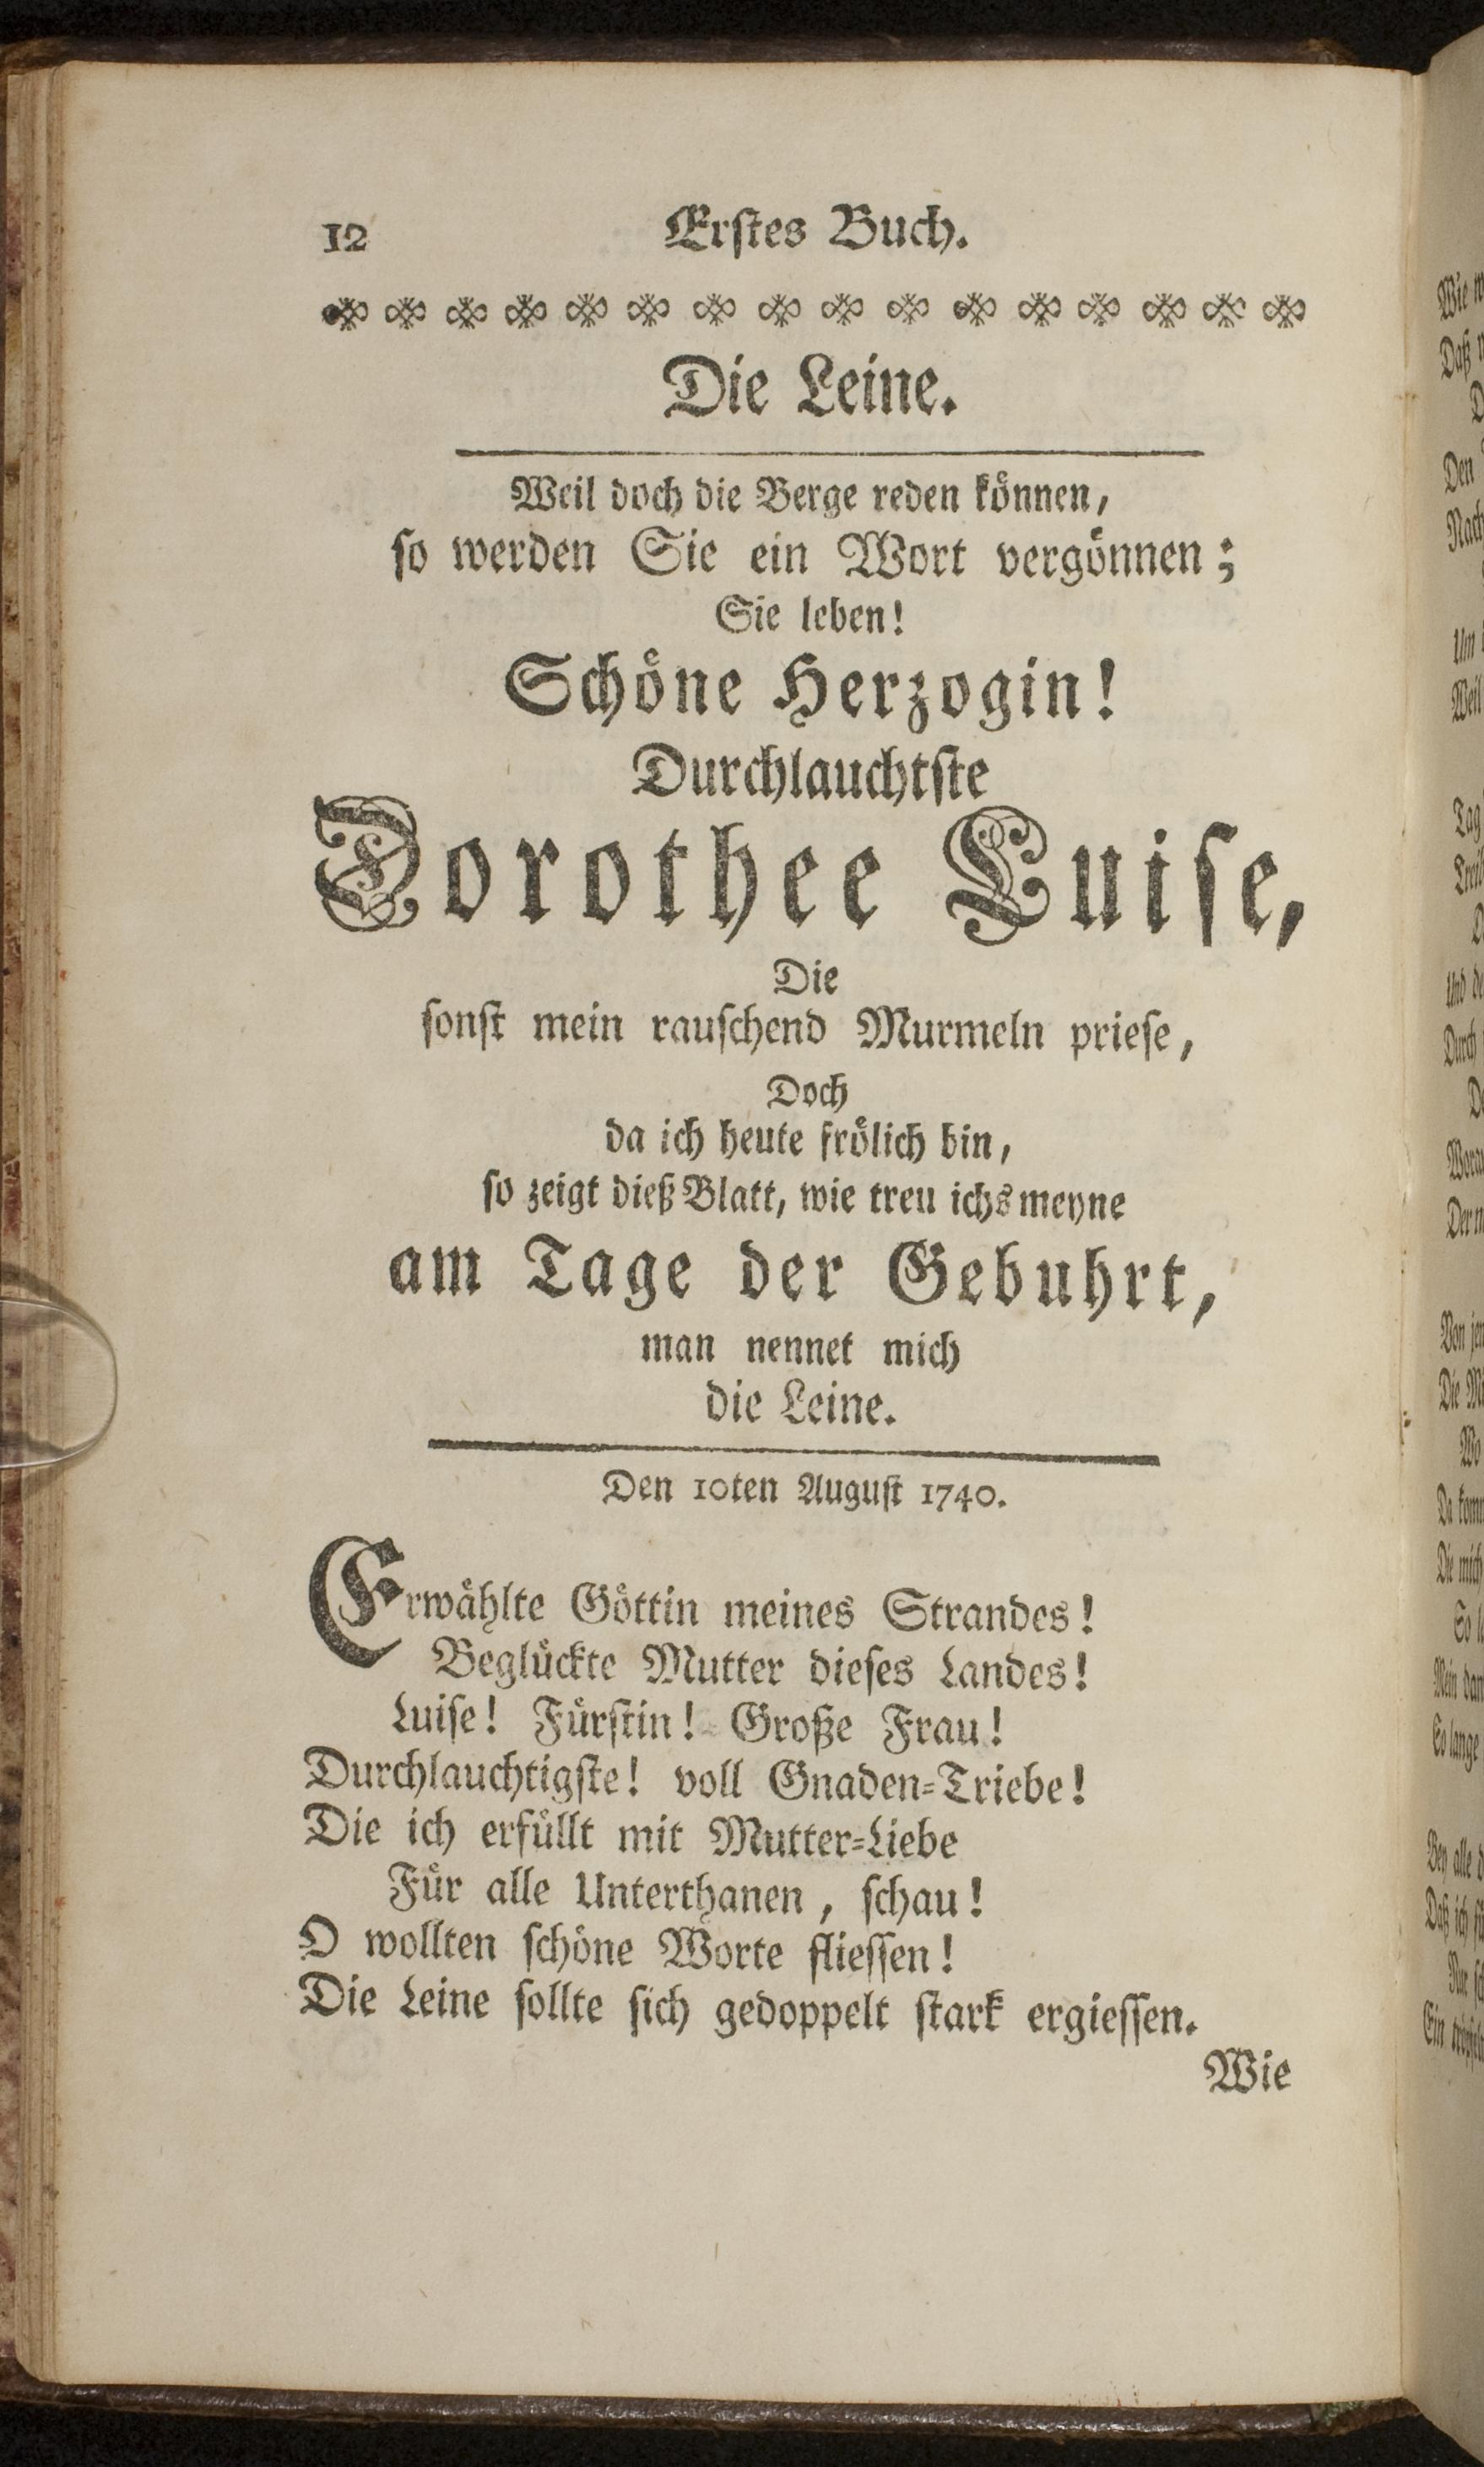 12 Erstes Buch.
Die Leine.
Weil doch die Berge reden können,
so werden Sie ein Wort vergönnen;
Sie leben!
Schöne Herzogin!
Durchlauchtste
Dorothee Luise,
Die
sonst mein rauschend Murmeln priese,
Doch
da ich heute frölich bin,
so zeigt dieß Blatt, wie treu ichs meyne
am Tage der Gebuhrt,
man nennet mich
die Leine.
Den 10ten August 1740.
Erwählte Göttin meines Strandes!
Beglückte Mutter dieses Landes!
Luise! Fürstin! Große Frau!
Durchlauchtigste! voll Gnaden-Triebe!
Die ich erfüllt mit Mutter-Liebe
Für alle Unterthanen, schau!
O wollten schöne Worte fliessen!
Die Leine sollte sich gedoppelt stark ergiessen.
Wie